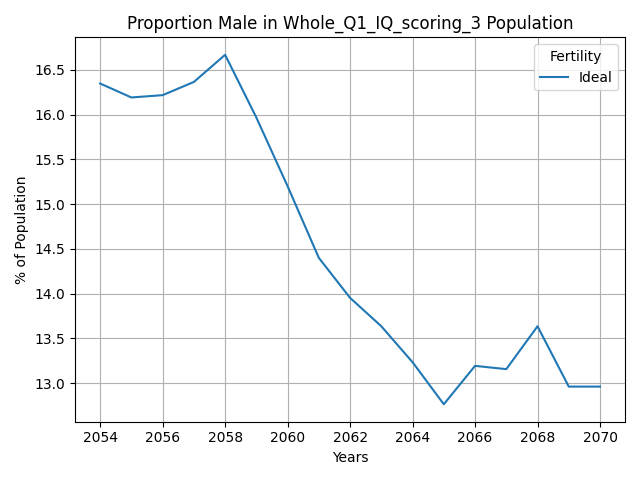 Proportion Male in Whole_Q1_IQ_scoring_3 Population
Fertility
Ideal
% of Population
16.5
16.0
15.5
15.0
14.5
14.0
13.5
13.0
2054 2056 2058 2060 2062 2064 2066 2068 2070
Years